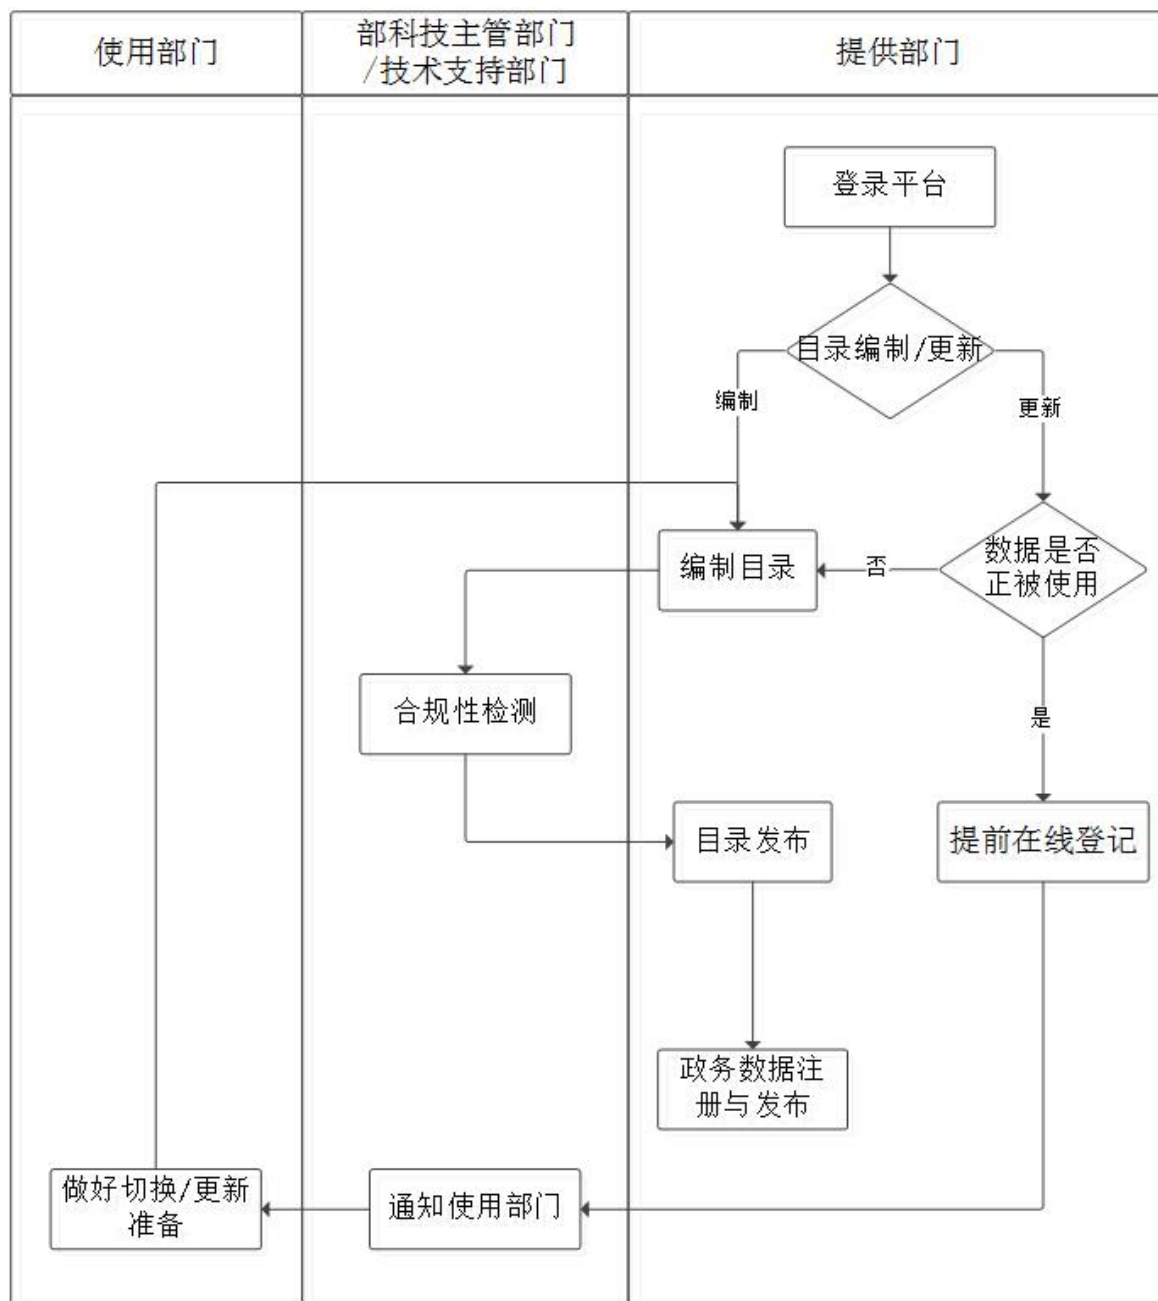 使用部门
部科技主管部门
/技术支持部门
提供部门
登录平台
目录编制/更新
编制
更新
数据是否
正被使用
否
编制目录
合规性检测
是
目录发布
提前在线登记
政务数据注
册与发布
做好切换/更新
准备
通知使用部门